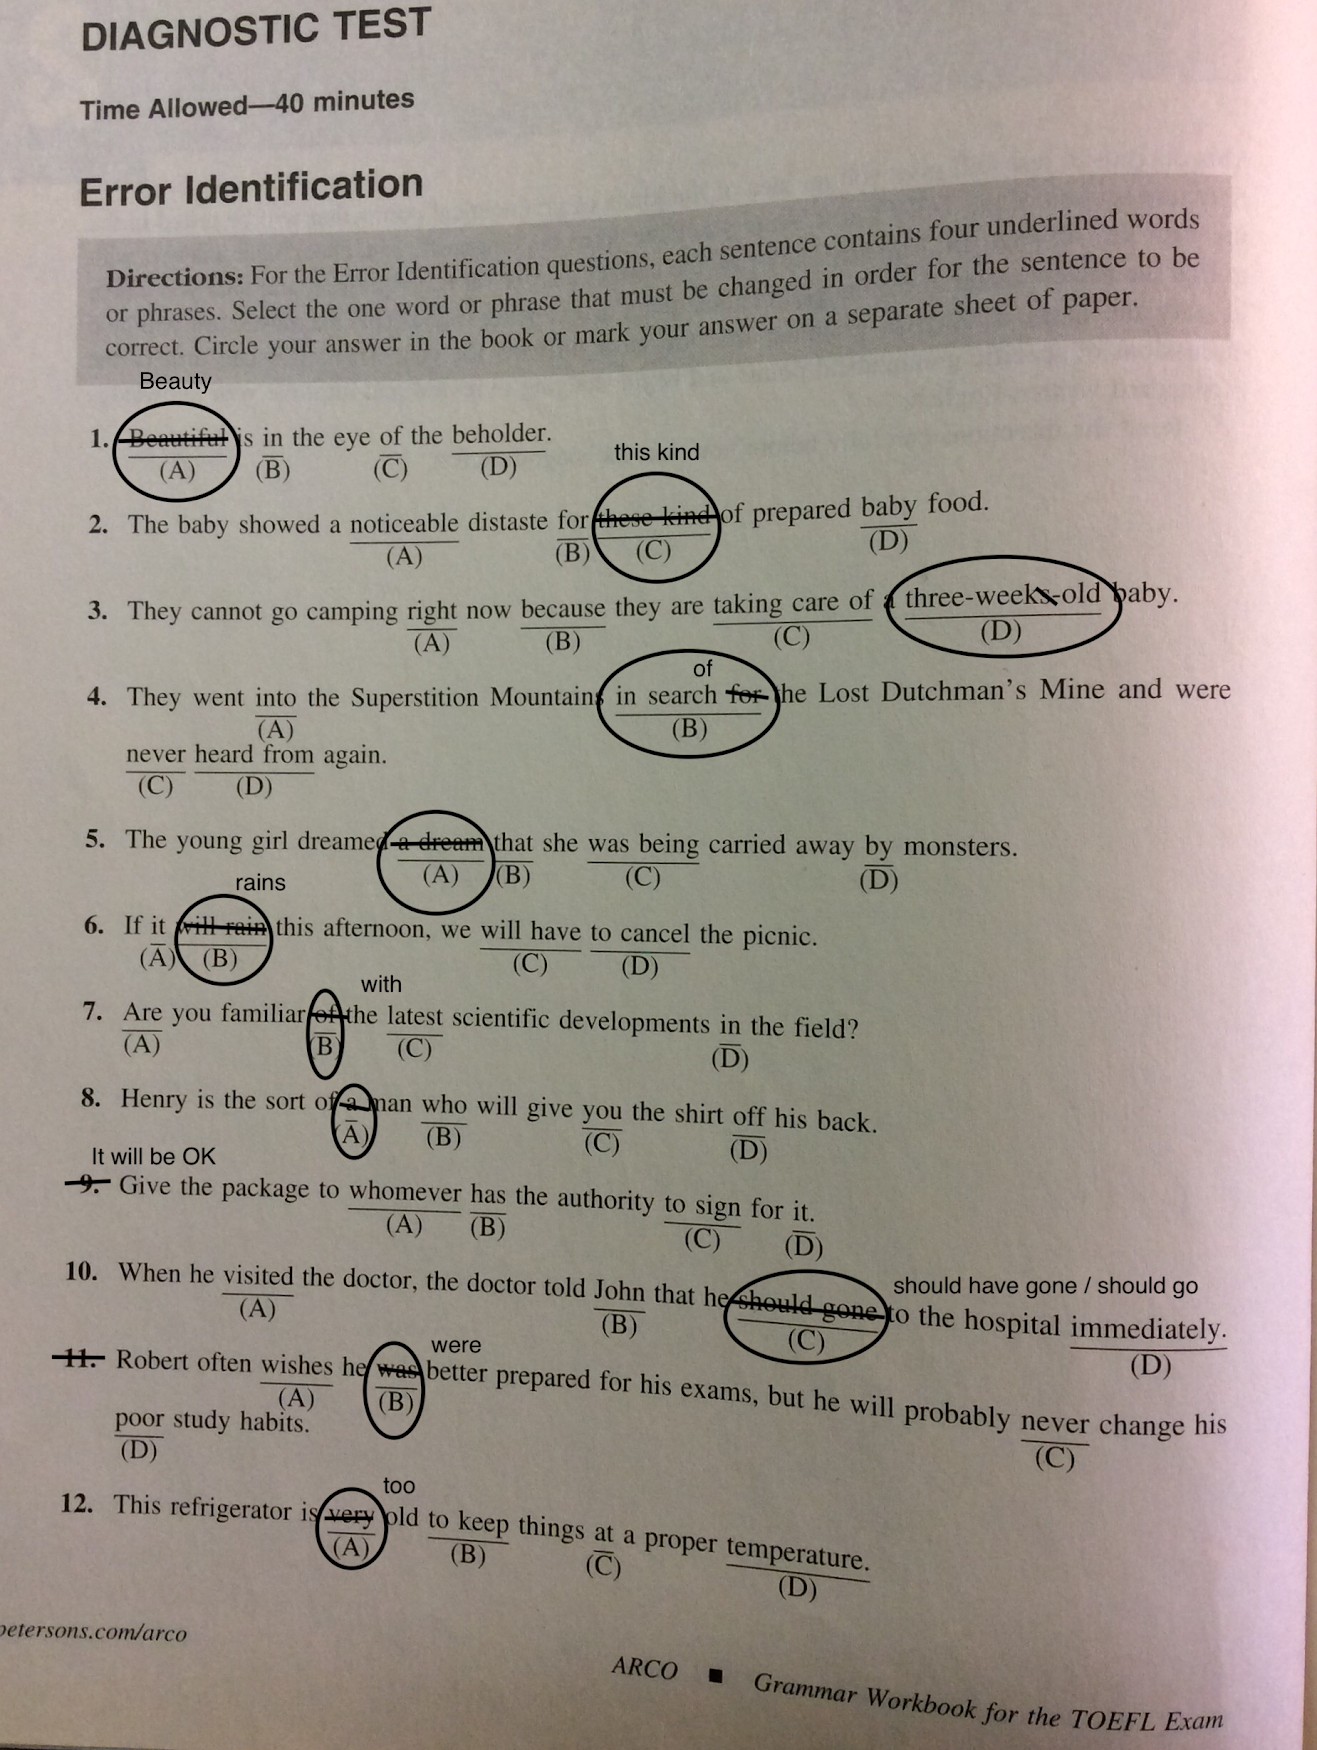 DIAGNOSTIC TEST
Time Allowed—40 minutes
Error Identification
Directions: For the Error Identification questions, each sentence contains four underlined words
or phrases. Select the one word or phrase that must be changed in order for the sentence to be
correct. Circle your answer in the book or mark your answer on a separate sheet of paper.
Beauty
1. Beautiful is in the eye of the beholder.
(A) (B) (C) (D)
this kind
2. The baby showed a noticeable distaste for these kind of prepared baby food.
(A) (B) (C) (D)
3. They cannot go camping right now because they are taking care of a three-weeks-old baby.
(A) (B) (C) (D)
of
4. They went into the Superstition Mountains in search for the Lost Dutchman's Mine and were
(A) (B)
never heard from again.
(C) (D)
5. The young girl dreamed a dream that she was being carried away by monsters.
(A) (B) (C) (D)
rains
6. If it will rain this afternoon, we will have to cancel the picnic.
(A) (B) (C) (D)
with
7. Are you familiar of the latest scientific developments in the field?
(A) (B) (C) (D)
8. Henry is the sort of a man who will give you the shirt off his back.
(A) (B) (C) (D)
It will be OK
9. Give the package to whomever has the authority to sign for it.
(A) (B) (C) (D)
should have gone / should go
10. When he visited the doctor, the doctor told John that he should gone to the hospital immediately.
(A) (B) (C) (D)
were
11. Robert often wishes he was better prepared for his exams, but he will probably never change his
(A) (B) (C)
poor study habits.
(D)
too
12. This refrigerator is very old to keep things at a proper temperature.
(A) (B) (C) (D)
petersons.com/arco
ARCO ■ Grammar Workbook for the TOEFL Exam